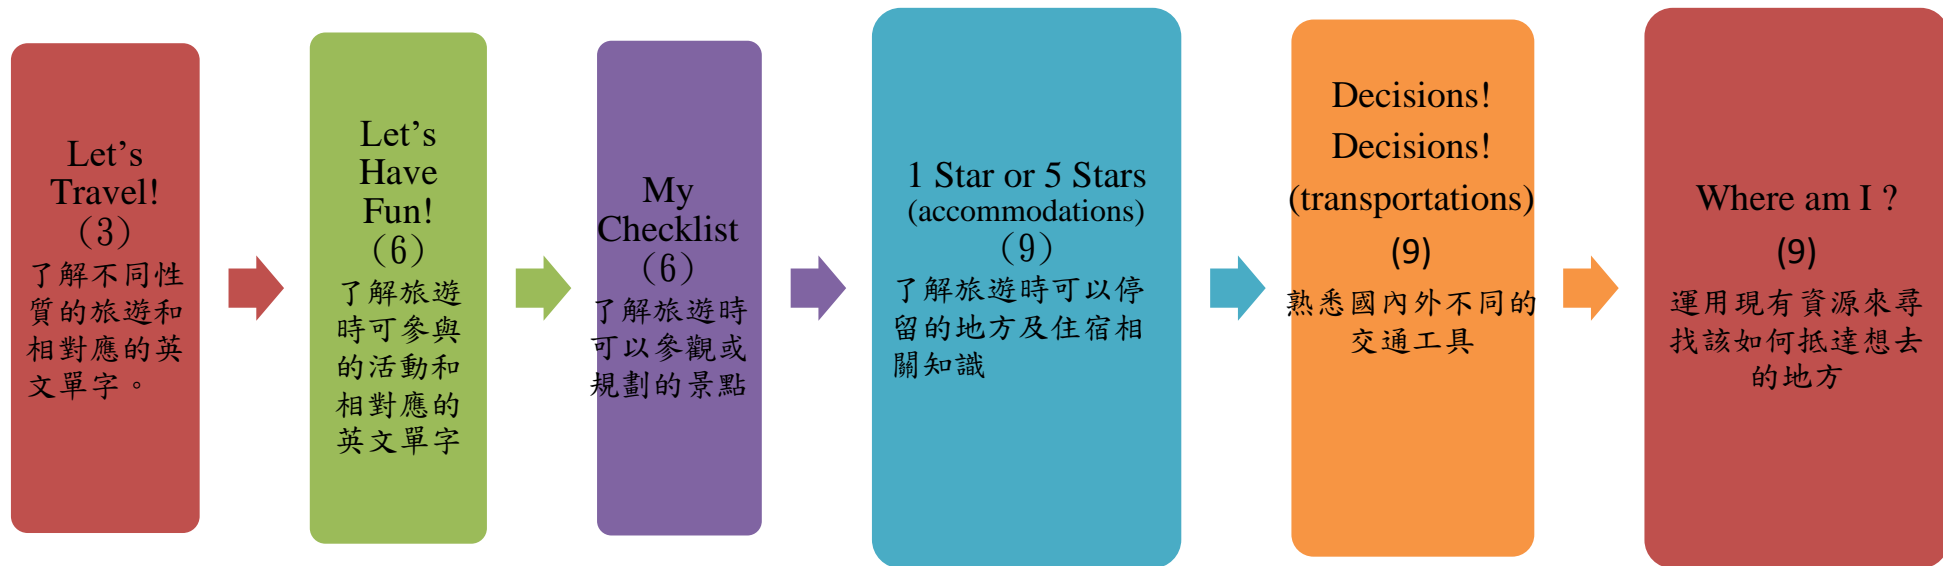 Let’s
Travel!
（3）
了解不同性
質的旅遊和
相對應的英
文單字。
Let’s
Have
Fun!
（6）
了解旅遊
時可參與
的活動和
相對應的
英文單字
My
Checklist
（6）
了解旅遊時
可以參觀或
規劃的景點
1 Star or 5 Stars
(accommodations)
（9）
了解旅遊時可以停
留的地方及住宿相
關知識
Decisions!
Decisions!
(transportations)
(9)
熟悉國內外不同的
交通工具
Where am I ?
(9)
運用現有資源來尋
找該如何抵達想去
的地方